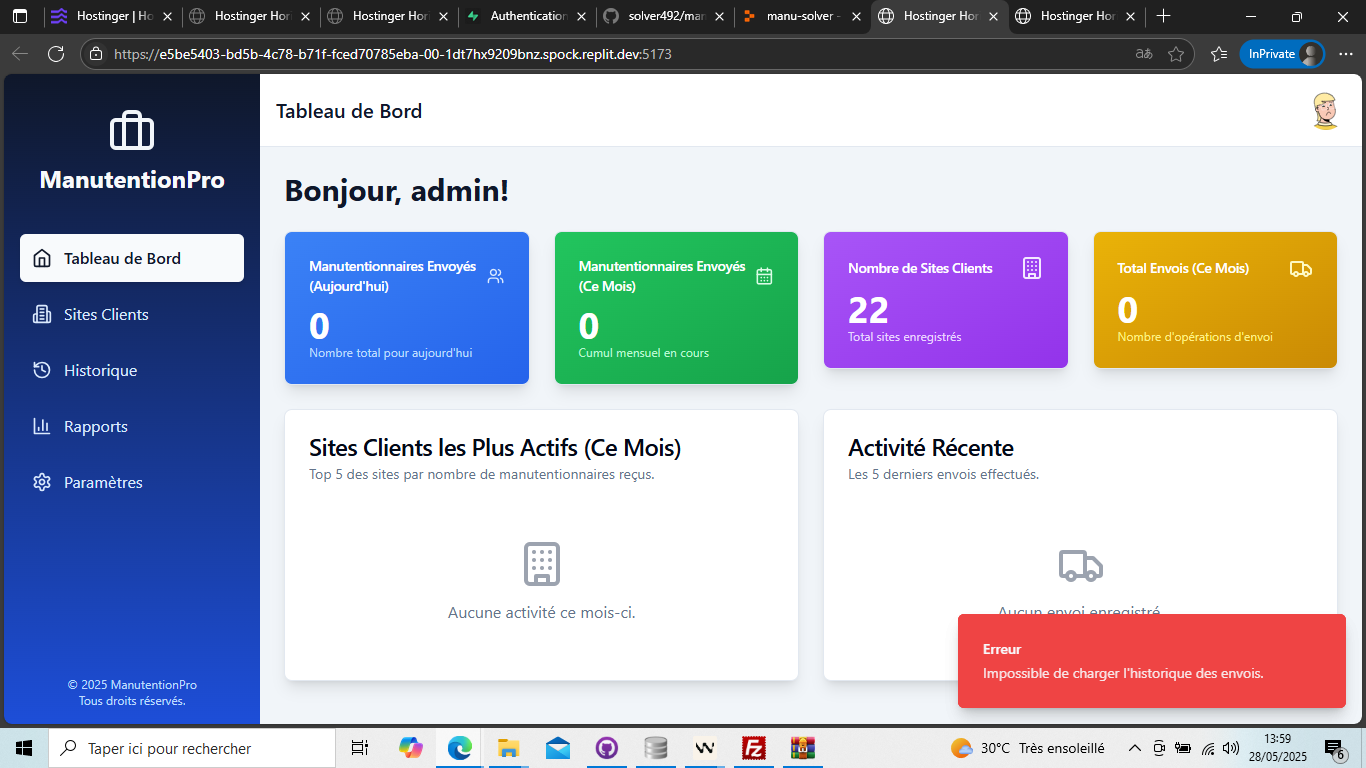 Hostinger | Ho
Hostinger Hori
Hostinger Hori
Authentication
solver492/man
manu-solver -
Hostinger Hor
Hostinger Hor
https://e5be5403-bd5b-4c78-b71f-fced70785eba-00-1dt7hx9209bnz.spock.replit.dev:5173
aあ
InPrivate
ManutentionPro
Tableau de Bord
Sites Clients
Historique
Rapports
Paramètres
© 2025 ManutentionPro
Tous droits réservés.
Tableau de Bord
Bonjour, admin!
Manutentionnaires Envoyés
(Aujourd'hui)
0
Nombre total pour aujourd'hui
Manutentionnaires Envoyés
(Ce Mois)
0
Cumul mensuel en cours
Nombre de Sites Clients
22
Total sites enregistrés
Total Envois (Ce Mois)
0
Nombre d'opérations d'envoi
Sites Clients les Plus Actifs (Ce Mois)
Top 5 des sites par nombre de manutentionnaires reçus.
Aucune activité ce mois-ci.
Activité Récente
Les 5 derniers envois effectués.
Aucun envoi enregistré
Erreur
Impossible de charger l'historique des envois.
Taper ici pour rechercher
30°C Très ensoleillé
13:59
28/05/2025
6